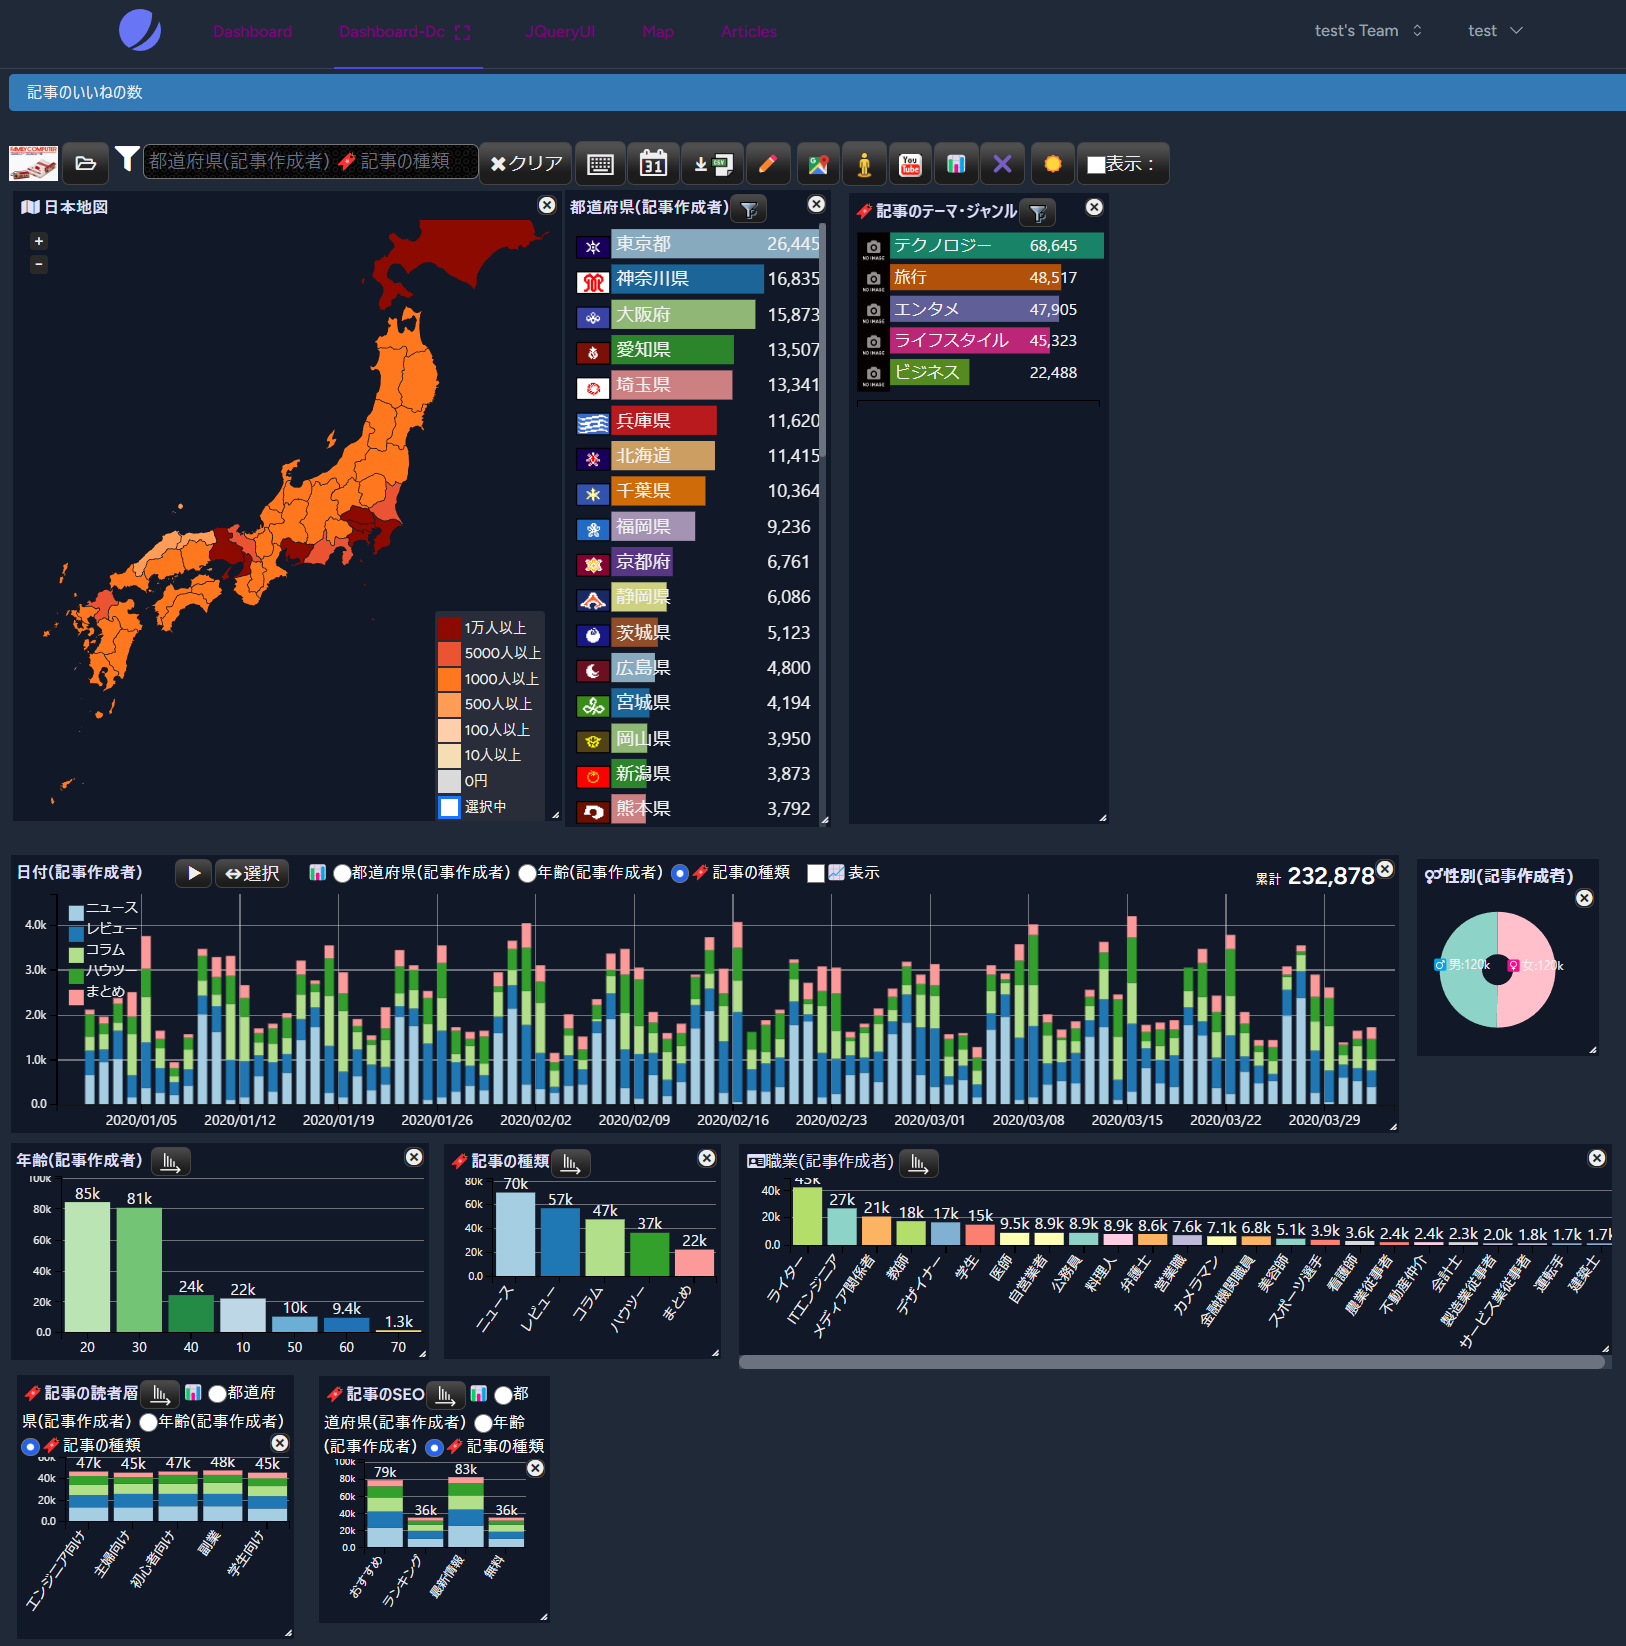 Dashboard Dashboard-Dc JQueryUI Map Articles test's Team test
記事のいいねの数
都道府県(記事作成者) 記事の種類 クリア 31 CSV You Tube 表示：
日本地図
+
−
1万人以上
5000人以上
1000人以上
500人以上
100人以上
10人以上
0円
選択中
都道府県(記事作成者)
東京都 26,445
神奈川県 16,835
大阪府 15,873
愛知県 13,507
埼玉県 13,341
兵庫県 11,620
北海道 11,415
千葉県 10,364
福岡県 9,236
京都府 6,761
静岡県 6,086
茨城県 5,123
広島県 4,800
宮城県 4,194
岡山県 3,950
新潟県 3,873
熊本県 3,792
記事のテーマ・ジャンル
NO IMAGE テクノロジー 68,645
NO IMAGE 旅行 48,517
NO IMAGE エンタメ 47,905
NO IMAGE ライフスタイル 45,323
NO IMAGE ビジネス 22,488
日付(記事作成者) 選択 都道府県(記事作成者) 年齢(記事作成者) 記事の種類 表示 累計 232,878
ニュース
レビュー
コラム
ハウツー
まとめ
4.0k
3.0k
2.0k
1.0k
0.0
2020/01/05 2020/01/12 2020/01/19 2020/01/26 2020/02/02 2020/02/09 2020/02/16 2020/02/23 2020/03/01 2020/03/08 2020/03/15 2020/03/22 2020/03/29
性別(記事作成者)
男:120k 女:120k
年齢(記事作成者)
100k
80k
60k
40k
20k
0.0
85k 81k 24k 22k 10k 9.4k 1.3k
20 30 40 10 50 60 70
記事の種類
80k
60k
40k
20k
0.0
70k 57k 47k 37k 22k
ニュース レビュー コラム ハウツー まとめ
職業(記事作成者)
40k
20k
0.0
43k 27k 21k 18k 17k 15k 9.5k 8.9k 8.9k 8.9k 8.6k 7.6k 7.1k 6.8k 5.1k 3.9k 3.6k 2.4k 2.4k 2.3k 2.0k 1.8k 1.7k 1.7k
ライター ITエンジニア メディア関係者 教師 デザイナー 学生 医師 自営業者 公務員 料理人 弁護士 営業職 カメラマン 金融機関職員 美容師 スポーツ選手 看護師 農業従事者 不動産仲介 会計士 製造業従事者 サービス業従事者 運転手 建築士
記事の読者層 都道府
県(記事作成者) 年齢(記事作成者)
記事の種類
60k
40k
20k
0.0
47k 45k 47k 48k 45k
エンジニア向け 主婦向け 初心者向け 副業 学生向け
記事のSEO 都
道府県(記事作成者) 年齢
(記事作成者) 記事の種類
100k
80k
60k
40k
20k
0.0
79k 36k 83k 36k
おすすめ ランキング 最新情報 無料